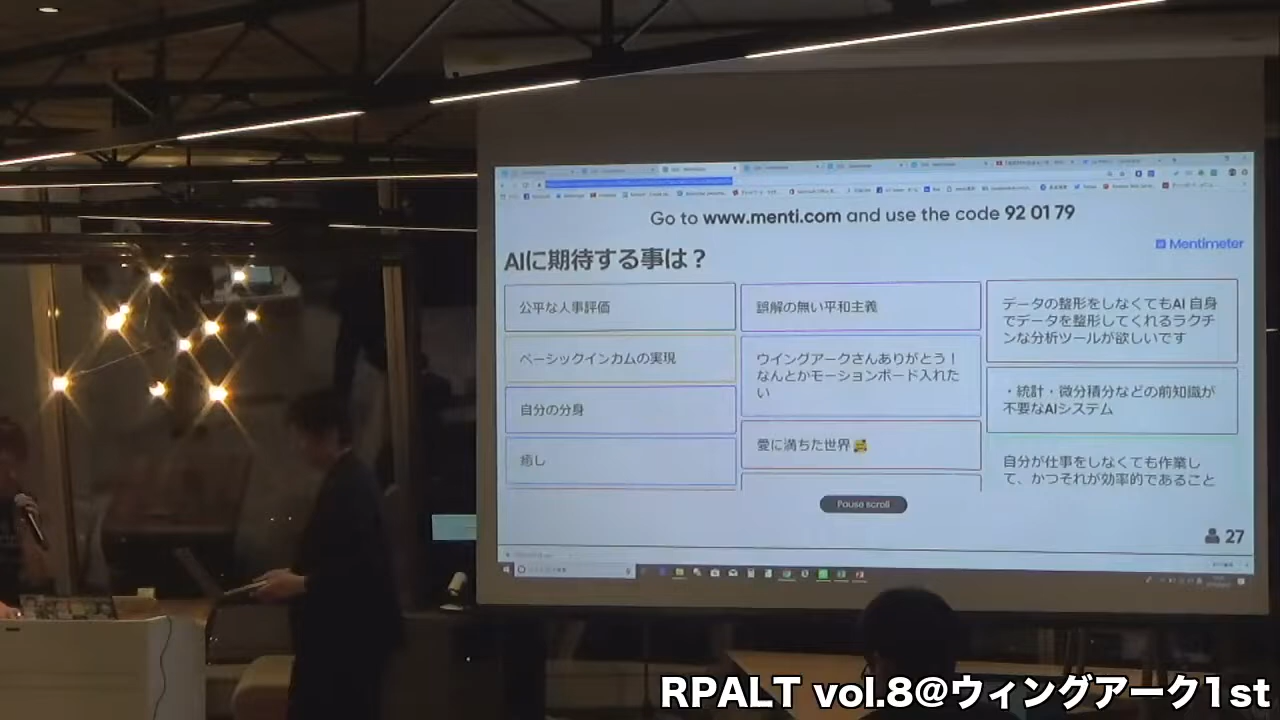 Go to www.menti.com and use the code 92 01 79
Mentimeter
AIに期待する事は？
公平な人事評価
ベーシックインカムの実現
自分の分身
癒し
誤解の無い平和主義
ウイングアークさんありがとう！
なんとかモーションボード入れた
い
愛に満ちた世界🥰
データの整形をしなくてもAI 自身
でデータを整形してくれるラクチ
ンな分析ツールが欲しいです
・統計・微分積分などの前知識が
不要なAIシステム
自分が仕事をしなくても作業し
て、かつそれが効率的であること
Pause scroll
27
RPALT vol.8@ウィングアーク1st